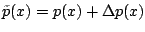 p̃(x) = p(x) + Δp(x)